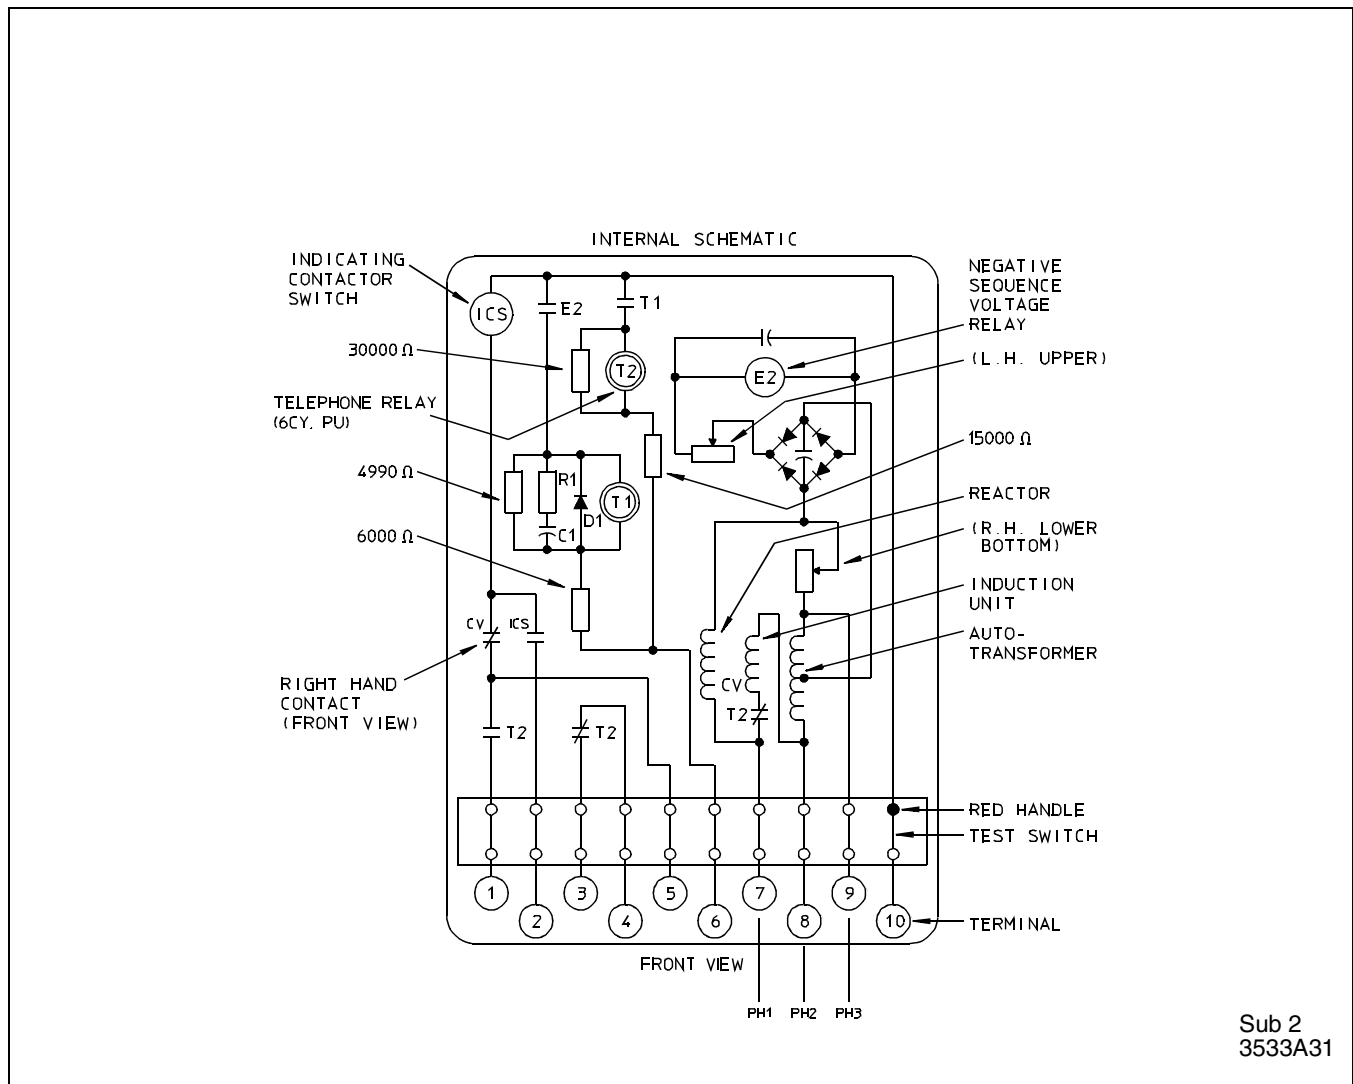 INTERNAL SCHEMATIC
INDICATING
CONTACTOR
SWITCH
NEGATIVE
SEQUENCE
VOLTAGE
RELAY
ICS
E2
T1
30000 Ω
(L.H. UPPER)
T2
E2
TELEPHONE RELAY
(6CY. PU)
15000 Ω
4990 Ω
R1
T1
REACTOR
D1
C1
6000 Ω
(R.H. LOWER
BOTTOM)
INDUCTION
UNIT
CV
ICS
AUTO-
TRANSFORMER
RIGHT HAND
CONTACT
(FRONT VIEW)
CV
T2
T2
T2
RED HANDLE
TEST SWITCH
1
2
3
4
5
6
7
8
9
10
TERMINAL
FRONT VIEW
PH1 PH2 PH3
Sub 2
3533A31